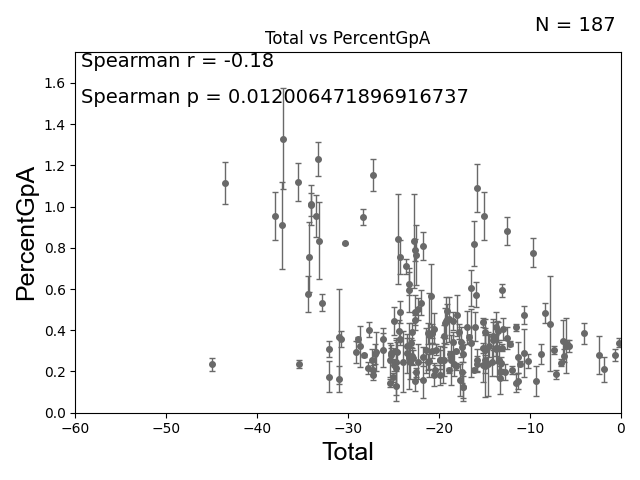 N = 187
Total vs PercentGpA
Spearman r = -0.18
Spearman p = 0.012006471896916737
PercentGpA
1.6
1.4
1.2
1.0
0.8
0.6
0.4
0.2
0.0
−60 −50 −40 −30 −20 −10 0
Total